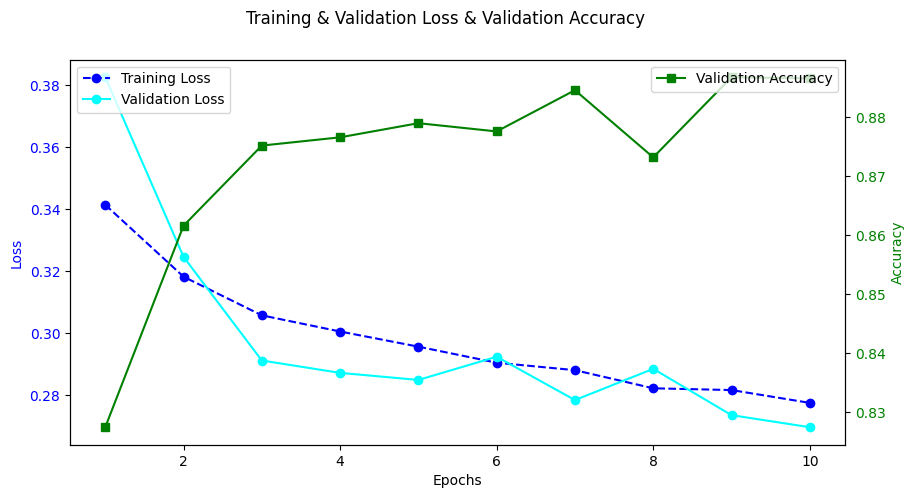 Training & Validation Loss & Validation Accuracy
Training Loss
Validation Loss
Validation Accuracy
0.38
0.36
0.34
0.32
0.30
0.28
Loss
0.88
0.87
0.86
0.85
0.84
0.83
Accuracy
2 4 6 8 10
Epochs